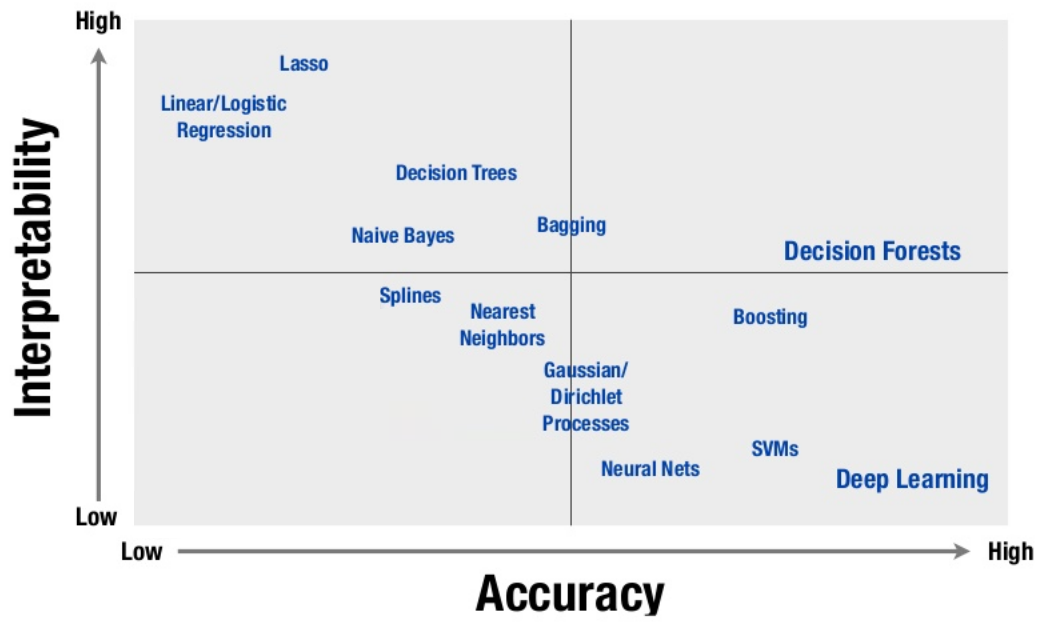 High
Lasso
Linear/Logistic
Regression
Decision Trees
Bagging
Naive Bayes
Decision Forests
Interpretability
Splines
Nearest
Neighbors
Boosting
Gaussian/
Dirichlet
Processes
SVMs
Neural Nets
Deep Learning
Low
Low
High
Accuracy